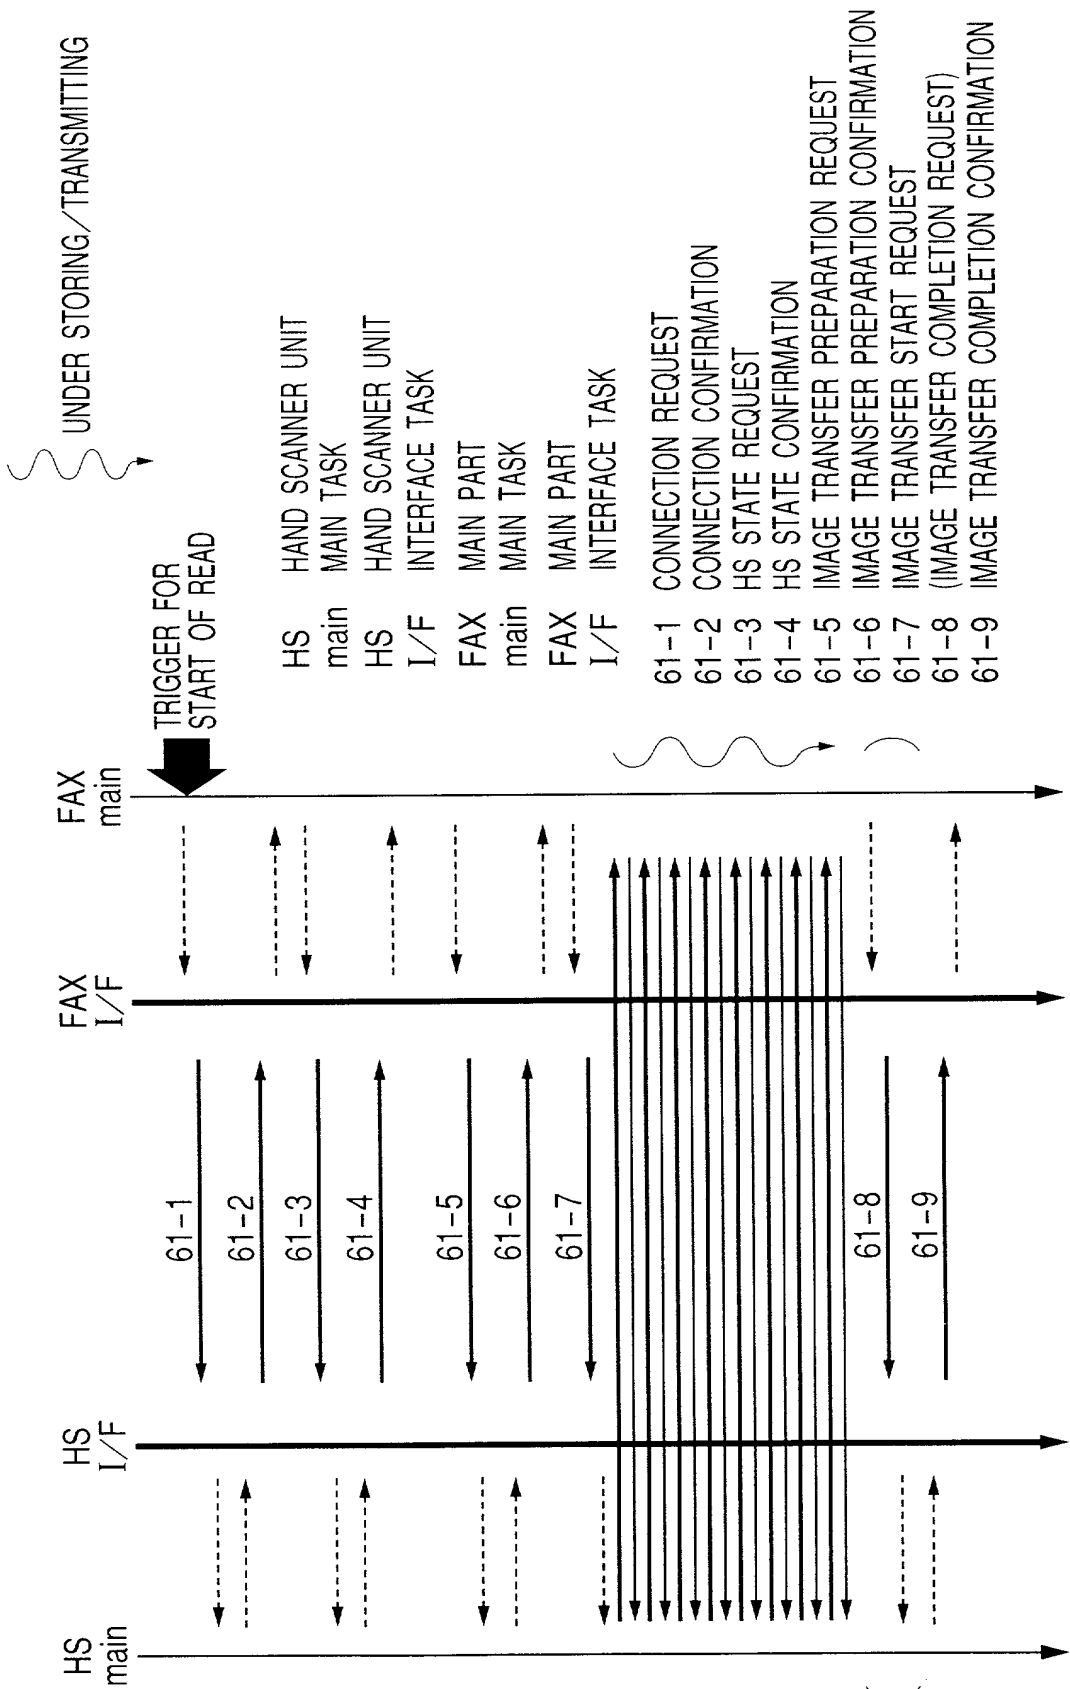 UNDER STORING/TRANSMITTING
TRIGGER FOR
START OF READ
HS
main
HS
I/F
FAX
I/F
FAX
main
61-1
61-2
61-3
61-4
61-5
61-6
61-7
61-8
61-9
HS HAND SCANNER UNIT
main MAIN TASK
HS HAND SCANNER UNIT
I/F INTERFACE TASK
FAX MAIN PART
main MAIN TASK
FAX MAIN PART
I/F INTERFACE TASK
61-1 CONNECTION REQUEST
61-2 CONNECTION CONFIRMATION
61-3 HS STATE REQUEST
61-4 HS STATE CONFIRMATION
61-5 IMAGE TRANSFER PREPARATION REQUEST
61-6 IMAGE TRANSFER PREPARATION CONFIRMATION
61-7 IMAGE TRANSFER START REQUEST
61-8 (IMAGE TRANSFER COMPLETION REQUEST)
61-9 IMAGE TRANSFER COMPLETION CONFIRMATION